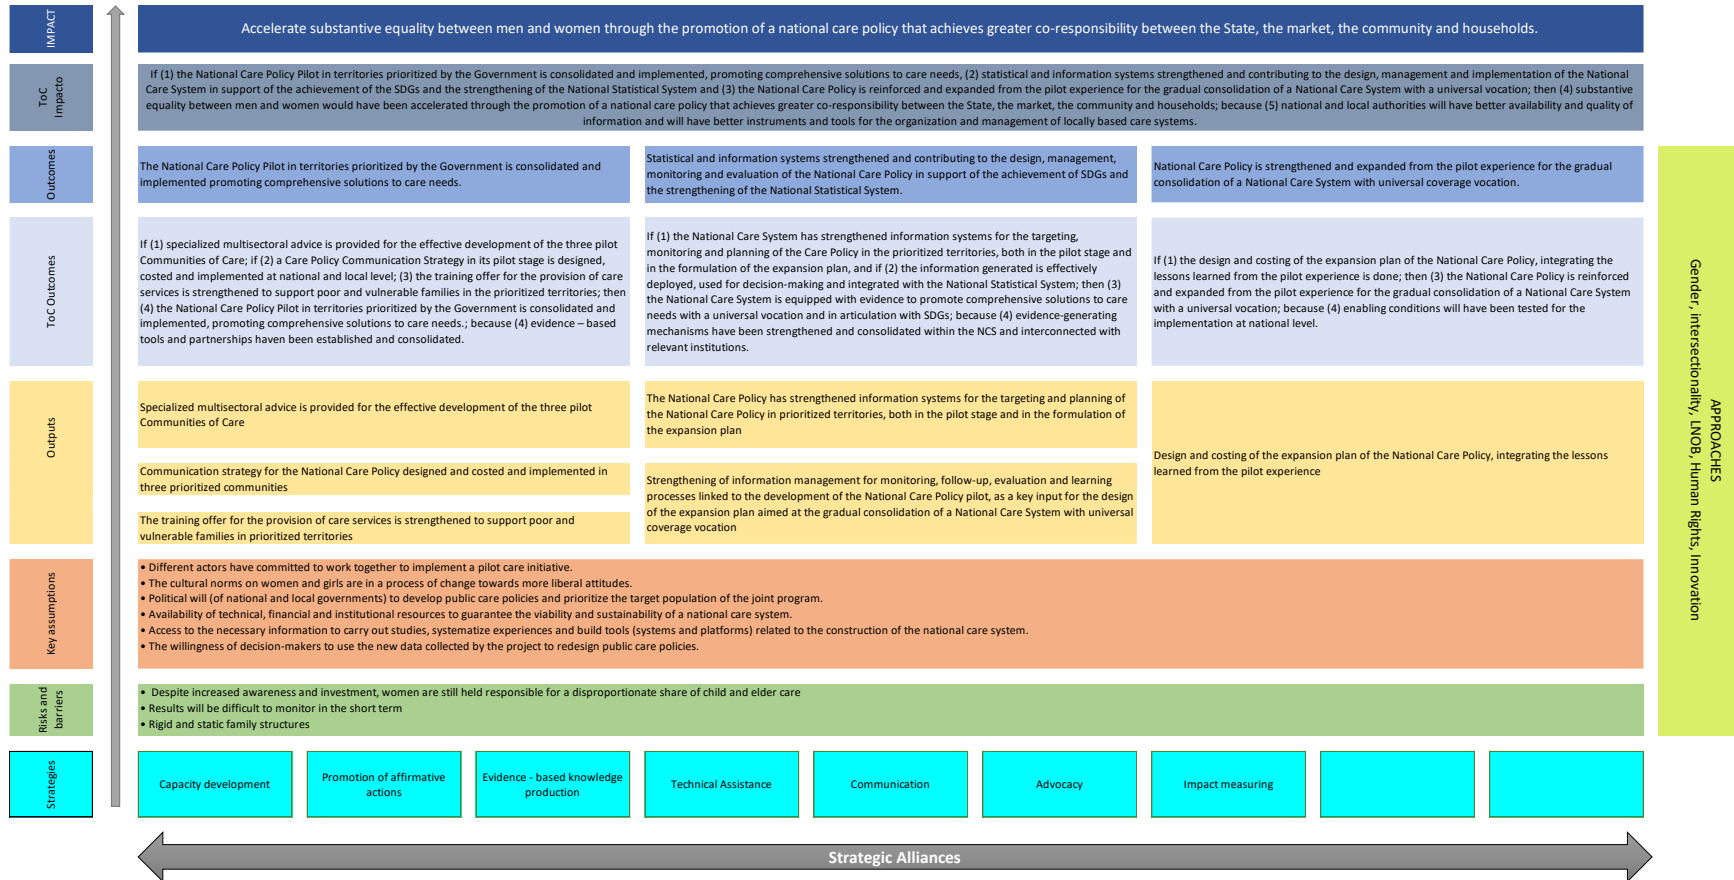 IMPACT
Accelerate substantive equality between men and women through the promotion of a national care policy that achieves greater co-responsibility between the State, the market, the community and households.
ToC
Impacto
If (1) the National Care Policy Pilot in territories prioritized by the Government is consolidated and implemented, promoting comprehensive solutions to care needs, (2) statistical and information systems strengthened and contributing to the design, management and implementation of the National
Care System in support of the achievement of the SDGs and the strengthening of the National Statistical System and (3) the National Care Policy is reinforced and expanded from the pilot experience for the gradual consolidation of a National Care System with a universal vocation; then (4) substantive
equality between men and women would have been accelerated through the promotion of a national care policy that achieves greater co-responsibility between the State, the market, the community and households; because (5) national and local authorities will have better availability and quality of
information and will have better instruments and tools for the organization and management of locally based care systems.
Outcomes
The National Care Policy Pilot in territories prioritized by the Government is consolidated and
implemented promoting comprehensive solutions to care needs.
Statistical and information systems strengthened and contributing to the design, management,
monitoring and evaluation of the National Care Policy in support of the achievement of SDGs and
the strengthening of the National Statistical System.
National Care Policy is strengthened and expanded from the pilot experience for the gradual
consolidation of a National Care System with universal coverage vocation.
ToC Outcomes
If (1) specialized multisectoral advice is provided for the effective development of the three pilot
Communities of Care; if (2) a Care Policy Communication Strategy in its pilot stage is designed,
costed and implemented at national and local level; (3) the training offer for the provision of care
services is strengthened to support poor and vulnerable families in the prioritized territories; then
(4) the National Care Policy Pilot in territories prioritized by the Government is consolidated and
implemented, promoting comprehensive solutions to care needs.; because (4) evidence – based
tools and partnerships haven been established and consolidated.
If (1) the National Care System has strengthened information systems for the targeting,
monitoring and planning of the Care Policy in the prioritized territories, both in the pilot stage and
in the formulation of the expansion plan, and if (2) the information generated is effectively
deployed, used for decision-making and integrated with the National Statistical System; then (3)
the National Care System is equipped with evidence to promote comprehensive solutions to care
needs with a universal vocation and in articulation with SDGs; because (4) evidence-generating
mechanisms have been strengthened and consolidated within the NCS and interconnected with
relevant institutions.
If (1) the design and costing of the expansion plan of the National Care Policy, integrating the
lessons learned from the pilot experience is done; then (3) the National Care Policy is reinforced
and expanded from the pilot experience for the gradual consolidation of a National Care System
with a universal vocation; because (4) enabling conditions will have been tested for the
implementation at national level.
Outputs
Specialized multisectoral advice is provided for the effective development of the three pilot
Communities of Care
Communication strategy for the National Care Policy designed and costed and implemented in
three prioritized communities
The training offer for the provision of care services is strengthened to support poor and
vulnerable families in prioritized territories
The National Care Policy has strengthened information systems for the targeting and planning of
the National Care Policy in prioritized territories, both in the pilot stage and in the formulation of
the expansion plan
Strengthening of information management for monitoring, follow-up, evaluation and learning
processes linked to the development of the National Care Policy pilot, as a key input for the design
of the expansion plan aimed at the gradual consolidation of a National Care System with universal
coverage vocation
Design and costing of the expansion plan of the National Care Policy, integrating the lessons
learned from the pilot experience
Key assumptions
• Different actors have committed to work together to implement a pilot care initiative.
• The cultural norms on women and girls are in a process of change towards more liberal attitudes.
• Political will (of national and local governments) to develop public care policies and prioritize the target population of the joint program.
• Availability of technical, financial and institutional resources to guarantee the viability and sustainability of a national care system.
• Access to the necessary information to carry out studies, systematize experiences and build tools (systems and platforms) related to the construction of the national care system.
• The willingness of decision-makers to use the new data collected by the project to redesign public care policies.
Risks and
barriers
• Despite increased awareness and investment, women are still held responsible for a disproportionate share of child and elder care
• Results will be difficult to monitor in the short term
• Rigid and static family structures
APPROACHES
Gender, intersectionality, LNOB, Human Rights, Innovation
Strategies
Capacity development
Promotion of affirmative
actions
Evidence - based knowledge
production
Technical Assistance
Communication
Advocacy
Impact measuring
Strategic Alliances